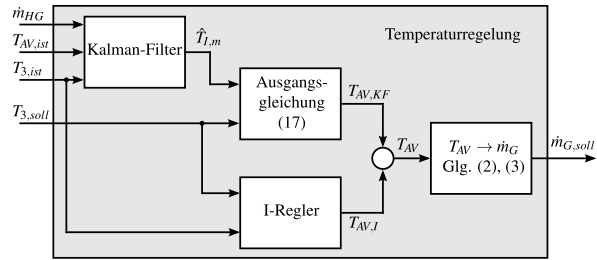 ṁ_HG
T_AV,ist
T_3,ist
T_3,soll
Kalman-Filter
T̂_I,m
Temperaturregelung
Ausgangs-
gleichung
(17)
T_AV,KF
T_AV
T_AV → ṁ_G
Glg. (2), (3)
ṁ_G,soll
I-Regler
T_AV,I